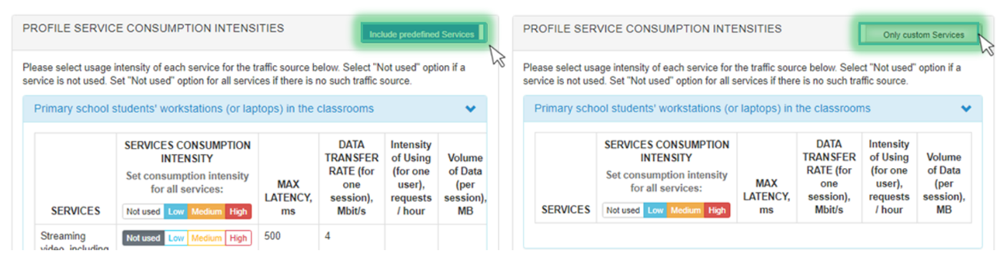 PROFILE SERVICE CONSUMPTION INTENSITIES
Include predefined Services
Please select usage intensity of each service for the traffic source below. Select "Not used" option if a
service is not used. Set "Not used" option for all services if there is no such traffic source.
Primary school students' workstations (or laptops) in the classrooms
SERVICES
SERVICES CONSUMPTION
INTENSITY
Set consumption intensity
for all services:
Not used Low Medium High
MAX
LATENCY,
ms
DATA
TRANSFER
RATE (for
one
session),
Mbit/s
Intensity
of Using
(for one
user),
requests
/ hour
Volume
of Data
(per
session),
MB
Streaming
video, including
Not used Low Medium High
500
4
PROFILE SERVICE CONSUMPTION INTENSITIES
Only custom Services
Please select usage intensity of each service for the traffic source below. Select "Not used" option if a
service is not used. Set "Not used" option for all services if there is no such traffic source.
Primary school students' workstations (or laptops) in the classrooms
SERVICES
SERVICES CONSUMPTION
INTENSITY
Set consumption intensity
for all services:
Not used Low Medium High
MAX
LATENCY,
ms
DATA
TRANSFER
RATE (for
one
session),
Mbit/s
Intensity
of Using
(for one
user),
requests
/ hour
Volume
of Data
(per
session),
MB